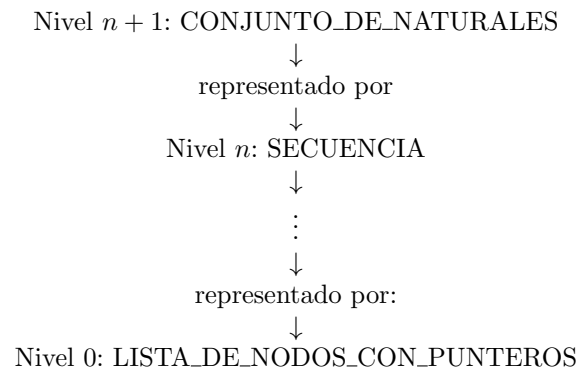 Nivel n + 1: CONJUNTO_DE_NATURALES
↓
representado por
↓
Nivel n: SECUENCIA
↓
⋮
↓
representado por:
↓
Nivel 0: LISTA_DE_NODOS_CON_PUNTEROS